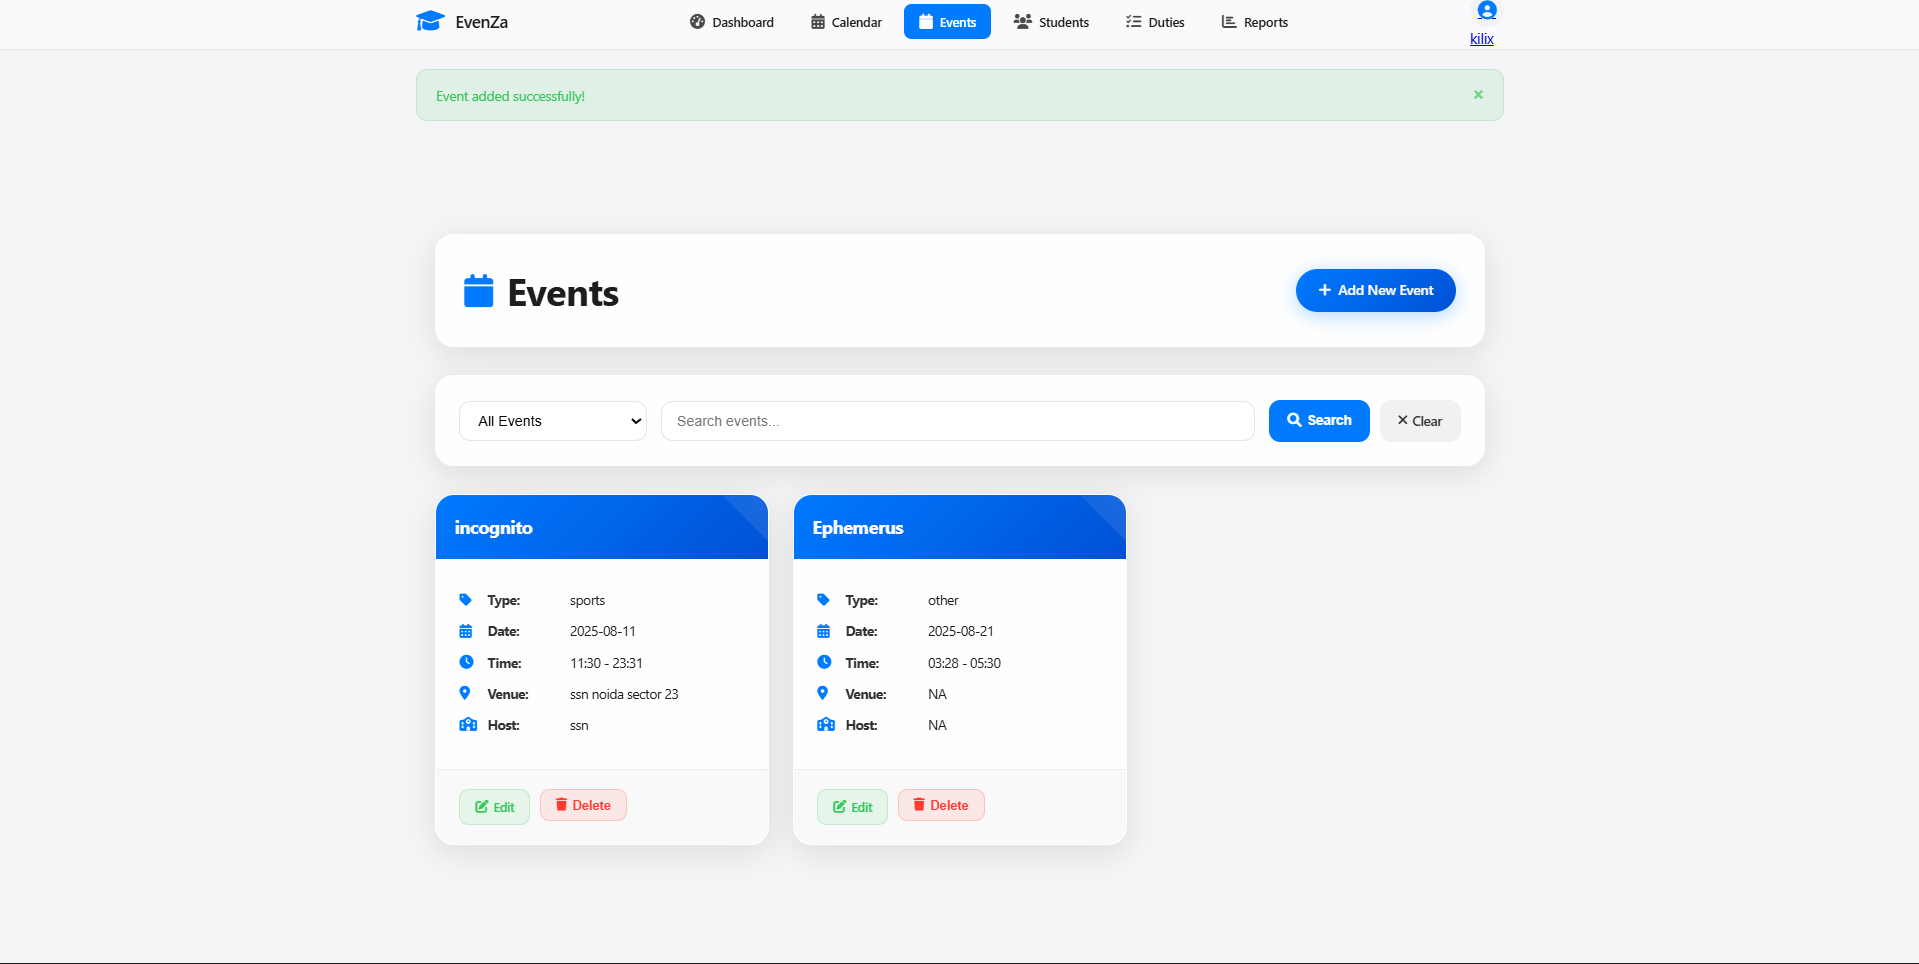 EvenZa Dashboard Calendar Events Students Duties Reports
kilix
Event added successfully! ×
Events + Add New Event
All Events Search events... Search × Clear
incognito
Type: sports
Date: 2025-08-11
Time: 11:30 - 23:31
Venue: ssn noida sector 23
Host: ssn
Edit Delete
Ephemerus
Type: other
Date: 2025-08-21
Time: 03:28 - 05:30
Venue: NA
Host: NA
Edit Delete